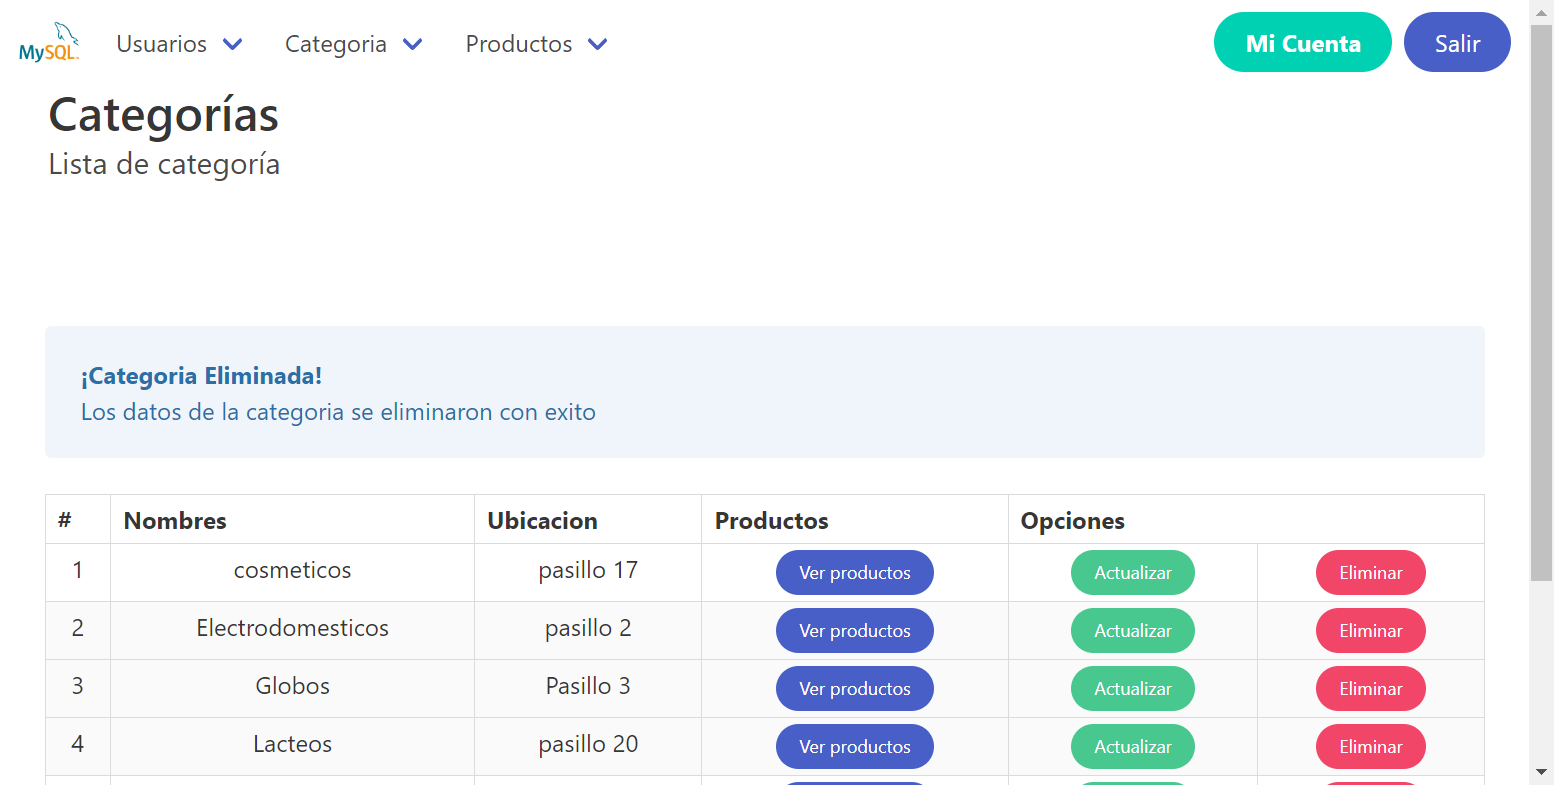 MySQL. Usuarios Categoria Productos Mi Cuenta Salir
Categorías
Lista de categoría
¡Categoria Eliminada!
Los datos de la categoria se eliminaron con exito
# Nombres Ubicacion Productos Opciones
1 cosmeticos pasillo 17 Ver productos Actualizar Eliminar
2 Electrodomesticos pasillo 2 Ver productos Actualizar Eliminar
3 Globos Pasillo 3 Ver productos Actualizar Eliminar
4 Lacteos pasillo 20 Ver productos Actualizar Eliminar